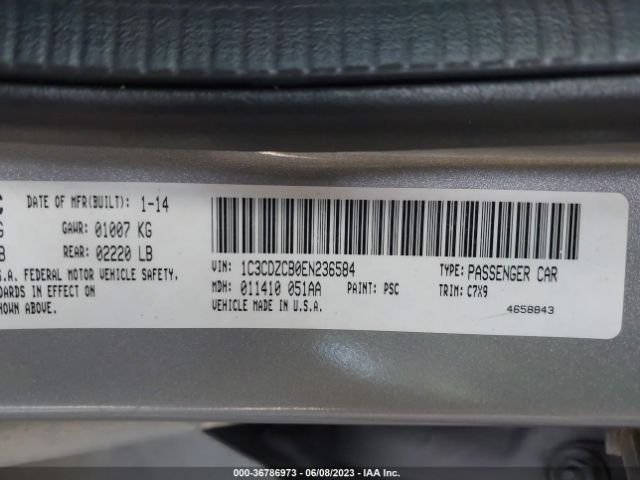 C
DATE OF MFR(BUILT): 1-14
G GAWR: 01007 KG
B REAR: 02220 LB
S.A. FEDERAL MOTOR VEHICLE SAFETY,
DARDS IN EFFECT ON
HOWN ABOVE.
VIN: 1C3CDZCB0EN236584 TYPE: PASSENGER CAR
MDH: 011410 051AA PAINT: PSC TRIM: C7X9
VEHICLE MADE IN U.S.A.
4658843
000-36786973 - 06/08/2023 - IAA Inc.